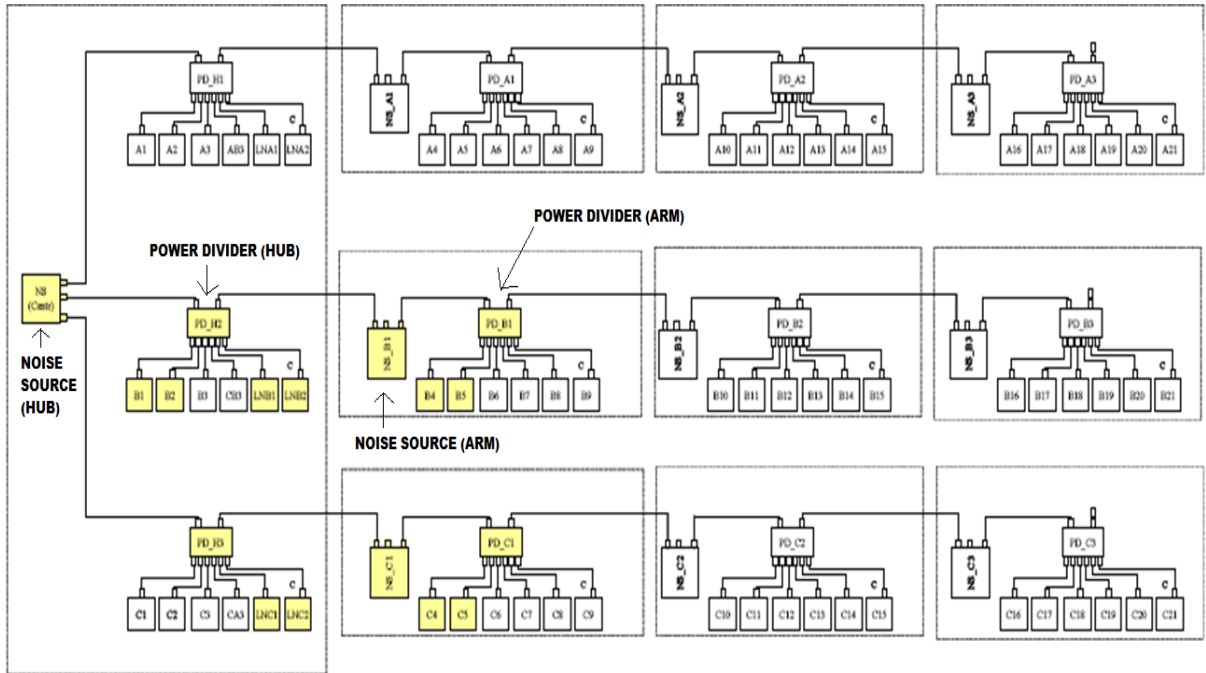 PD_H1
C
A1 A2 A3 AB3 LNA1 LNA2
NS_A1
PD_A1
C
A4 A5 A6 A7 A8 A9
NS_A2
PD_A2
C
A10 A11 A12 A13 A14 A15
NS_A3
PD_A3
C
A16 A17 A18 A19 A20 A21
NS
(Centr)
NOISE
SOURCE
(HUB)
POWER DIVIDER (HUB)
PD_H2
C
B1 B2 B3 CB3 LNB1 LNB2
POWER DIVIDER (ARM)
NS_B1
NOISE SOURCE (ARM)
PD_B1
C
B4 B5 B6 B7 B8 B9
NS_B2
PD_B2
C
B10 B11 B12 B13 B14 B15
NS_B3
PD_B3
C
B16 B17 B18 B19 B20 B21
PD_H3
C
C1 C2 C3 CA3 LNC1 LNC2
NS_C1
PD_C1
C
C4 C5 C6 C7 C8 C9
NS_C2
PD_C2
C
C10 C11 C12 C13 C14 C15
NS_C3
PD_C3
C
C16 C17 C18 C19 C20 C21